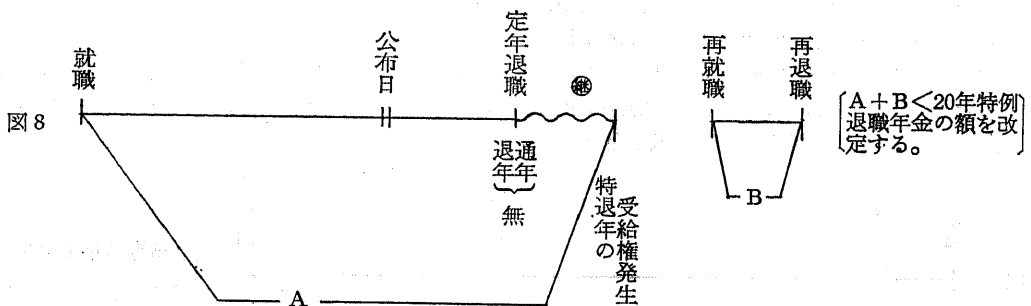 図8
就職
公布日
定年退職
㊝
再就職
再退職
通年
退年
無
受給権発生
特退年の
A
B
A+B<20年特例
退職年金の額を改
定する。